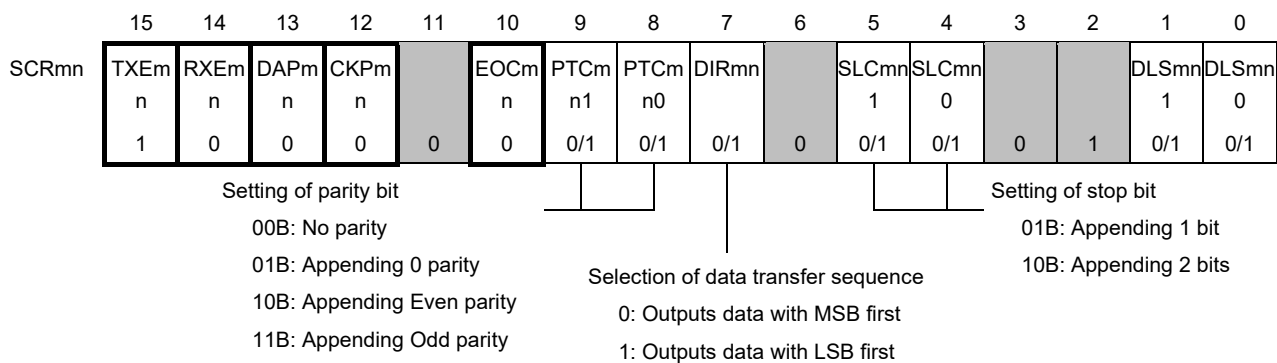 15 14 13 12 11 10 9 8 7 6 5 4 3 2 1 0
SCRmn TXEm RXEm DAPm CKPm EOCm PTCm PTCm DIRmn SLCmn SLCmn DLSmn DLSmn
n n n n n n1 n0 1 0 1 0
1 0 0 0 0 0 0/1 0/1 0/1 0 0/1 0/1 0 1 0/1 0/1
Setting of parity bit
00B: No parity
01B: Appending 0 parity
10B: Appending Even parity
11B: Appending Odd parity
Selection of data transfer sequence
0: Outputs data with MSB first
1: Outputs data with LSB first
Setting of stop bit
01B: Appending 1 bit
10B: Appending 2 bits